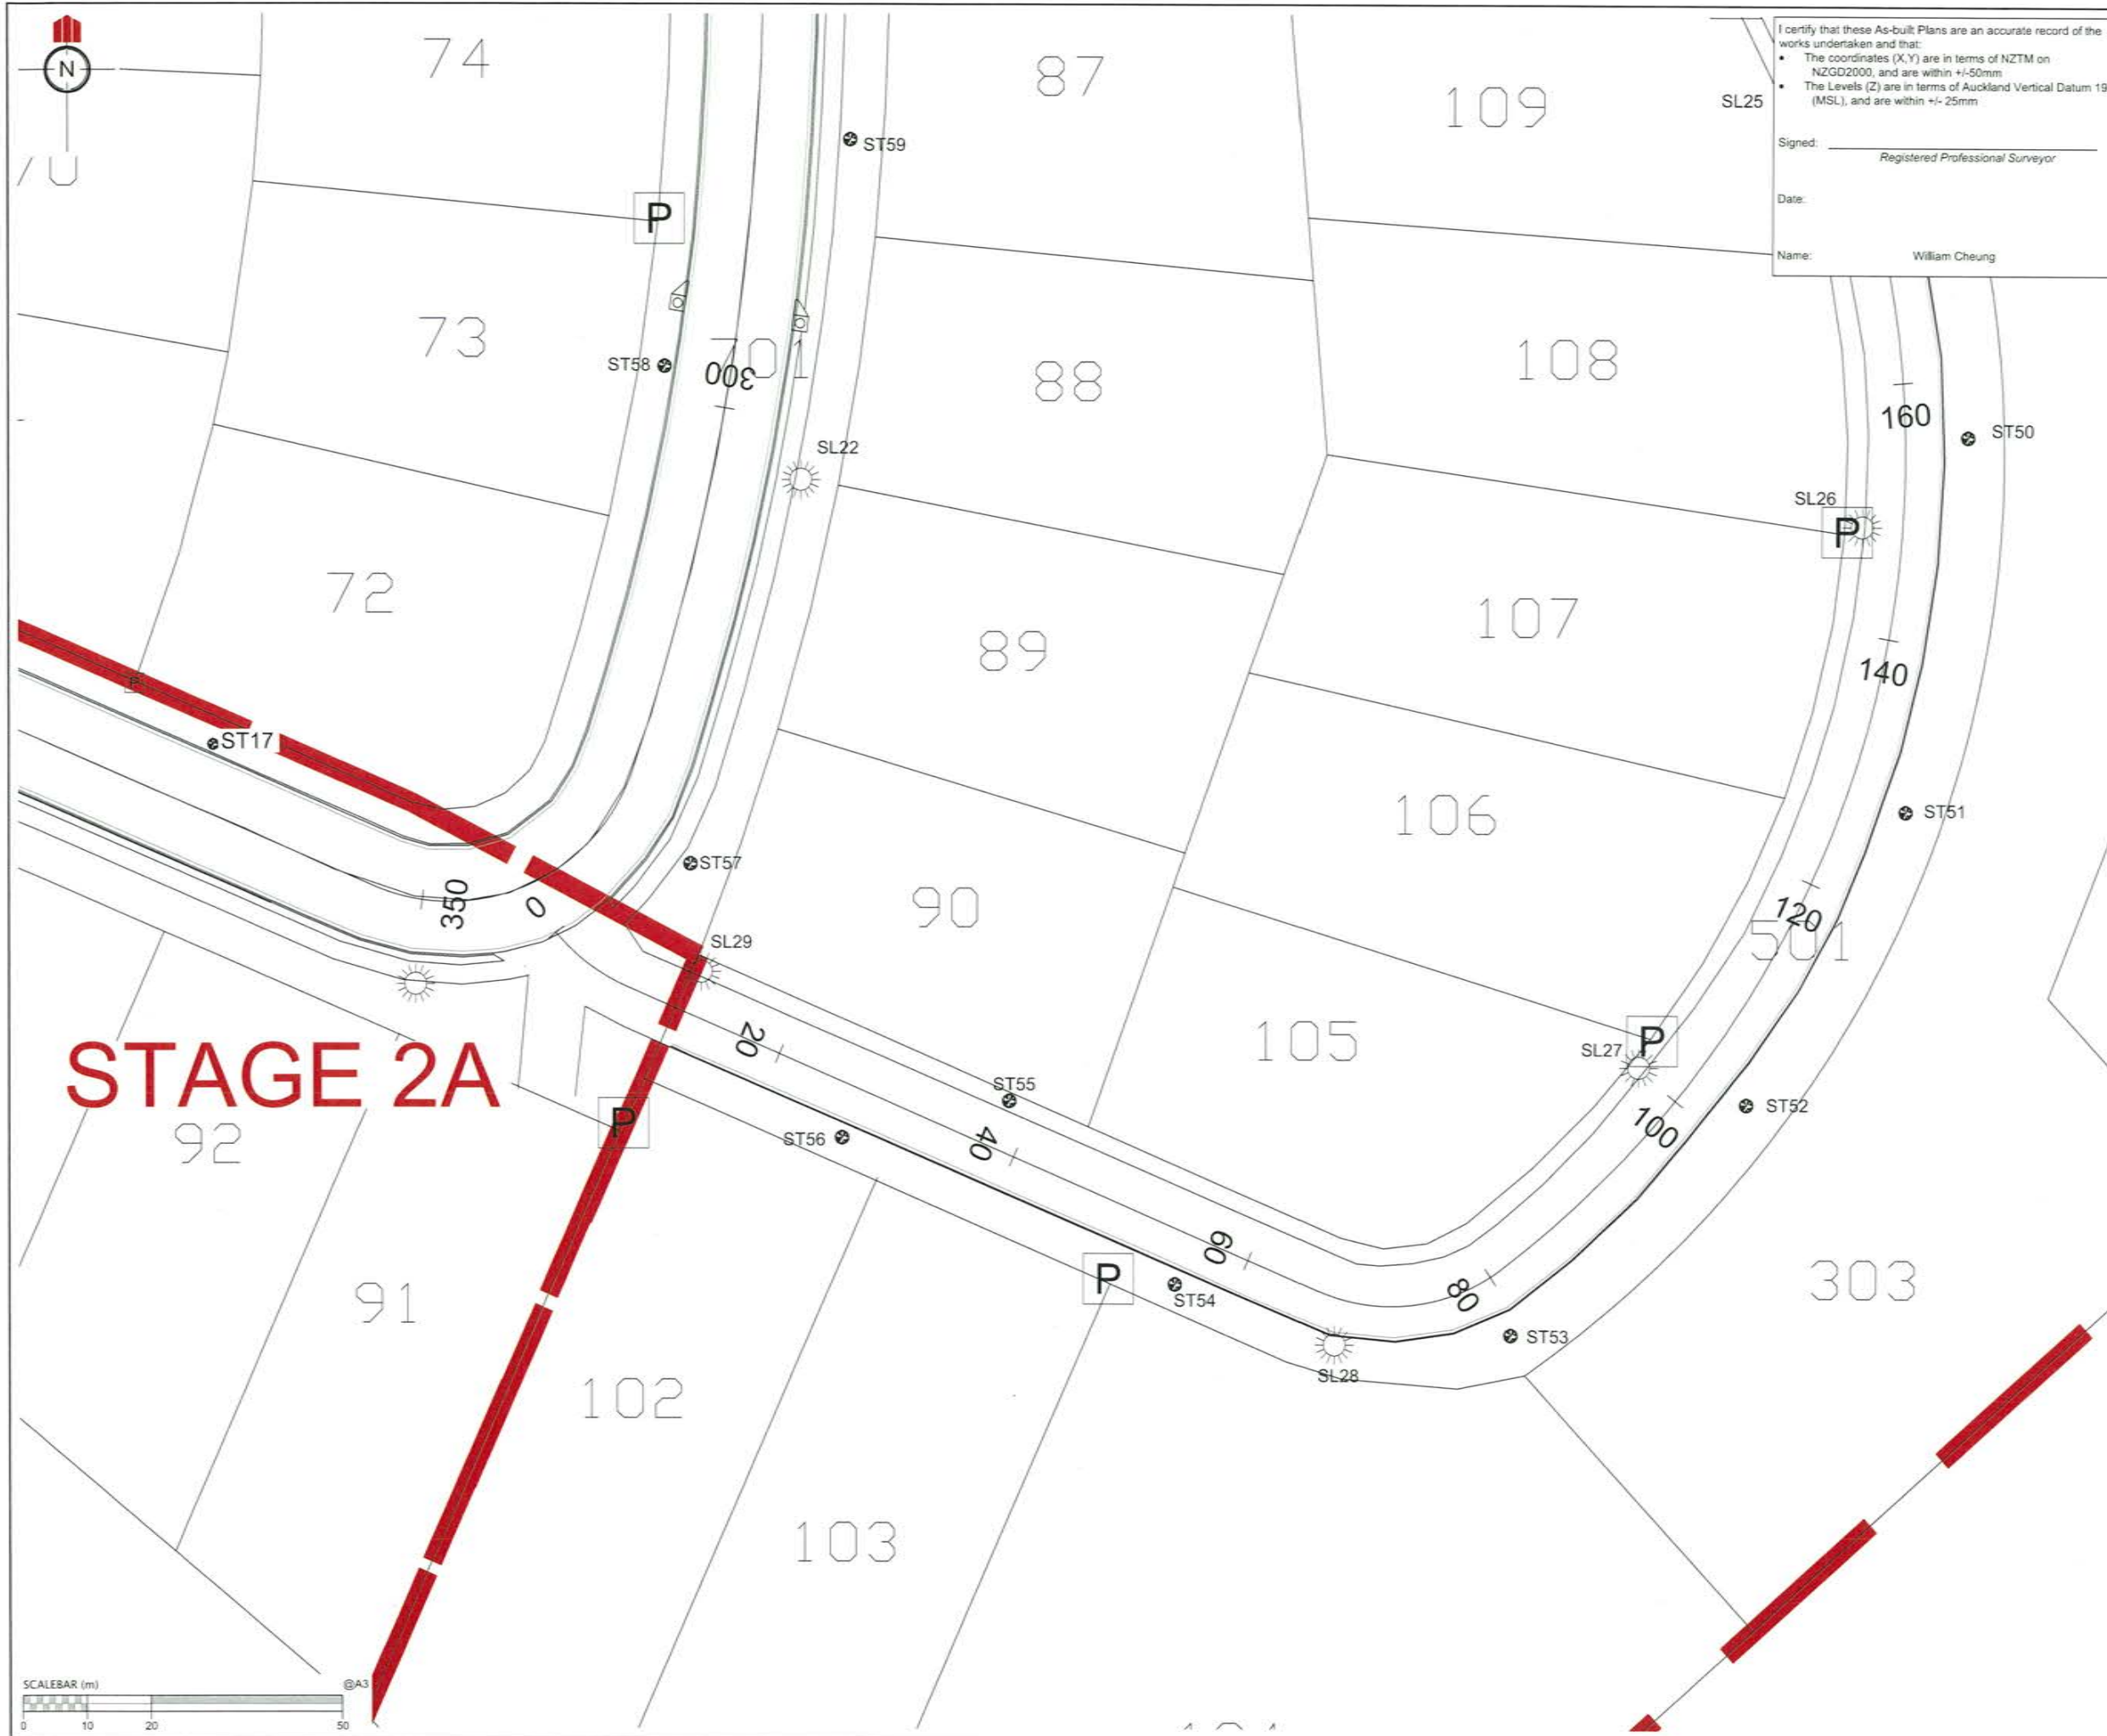 N
74
87
109
SL25
I certify that these As-built Plans are an accurate record of the
works undertaken and that:
• The coordinates (X,Y) are in terms of NZTM on
NZGD2000, and are within +/-50mm
• The Levels (Z) are in terms of Auckland Vertical Datum 19
(MSL), and are within +/- 25mm
Signed:
Registered Professional Surveyor
Date:
Name: William Cheung
ST59
P
73
701
ST58
300
88
108
160
ST50
SL22
SL26
P
72
89
107
140
P
ST17
106
ST51
ST57
350
0
90
120
501
SL29
STAGE 2A
20
105
SL27
P
ST55
100
ST52
92
P
ST56
40
60
P
ST54
80
303
91
ST53
SL28
102
103
SCALEBAR (m) @A3
0 10 20 50